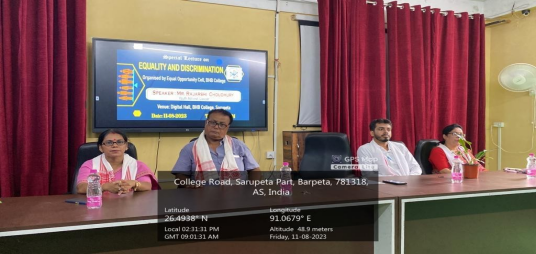 Special Lecture on
EQUALITY AND DISCRIMINATION
Organised by Equal Opportunity Cell, BHB College
SPEAKER: MR RAJARSHI CHOUDHURY
Venue: Digital Hall, BHB College, Sarupeta
Date: 11-08-2023
GPS Map
Camera
College Road, Sarupeta Part, Barpeta, 781318,
AS, India
Latitude
26.4938° N
Longitude
91.0679° E
Local 02:31:31 PM
GMT 09:01:31 AM
Altitude 48.9 meters
Friday, 11-08-2023